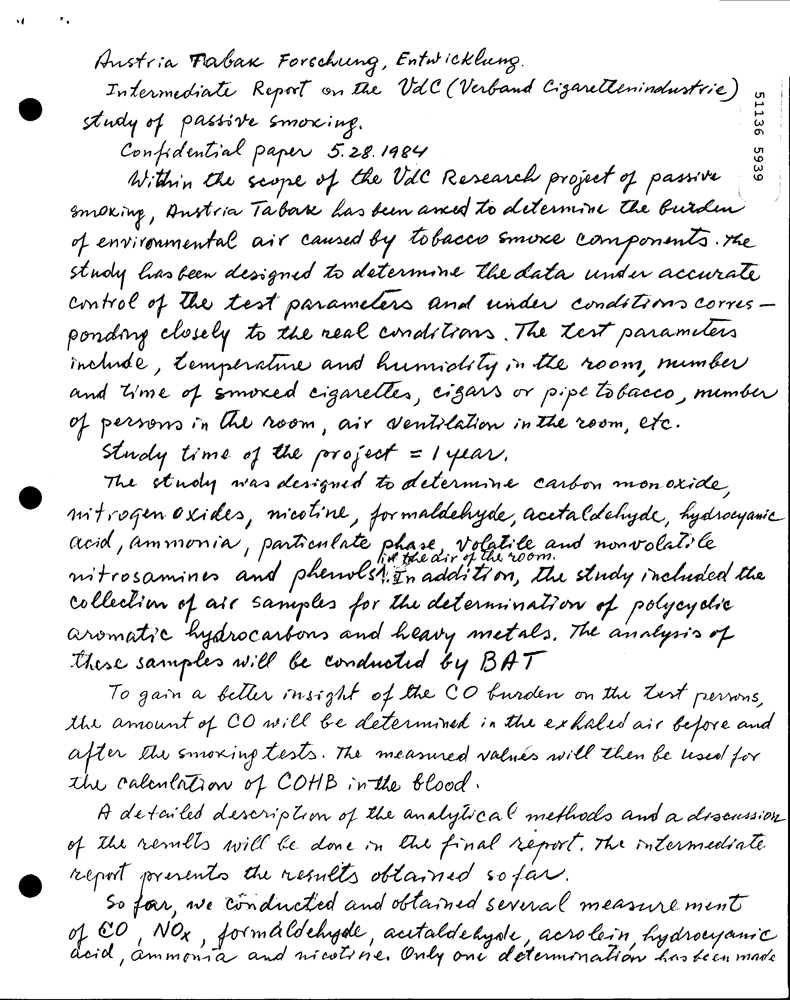 Austria Tabak Forschung, Entwicklung.
Intermediate Report on the VdC (Verband Cigarettenindustrie)
study of passive smoking.
Confidential paper 5.28.1984
51136 5939
Within the scope of the VdC Research project of passive
smoking, Austria Tabak has been asked to determine the burden
of environmental air caused by tobacco smoke components. The
study has been designed to determine the data under accurate
control of the test parameters and under conditions corres-
ponding closely to the real conditions. The test parameters
include, temperature and humidity in the room, number
and time of smoked cigarettes, cigars or pipe tobacco, number
of persons in the room, air ventilation in the room, etc.
Study time of the project = 1 year.
The study was designed to determine carbon monoxide,
nitrogen oxides, nicotine, formaldehyde, acetaldehyde, hydrocyanic
acid, ammonia, particulate phase, volatile and nonvolatile
in the air of the room.
nitrosamines and phenols. In addition, the study included the
collection of air samples for the determination of polycyclic
aromatic hydrocarbons and heavy metals. The analysis of
these samples will be conducted by BAT
To gain a better insight of the CO burden on the test persons,
the amount of CO will be determined in the exhaled air before and
after the smoking tests. The measured values will then be used for
the calculation of COHB in the blood.
A detailed description of the analytical methods and a discussion
of the results will be done in the final report. The intermediate
report presents the results obtained so far.
So far, we conducted and obtained several measurement
of CO, NOx, formaldehyde, acetaldehyde, acrolein, hydrocyanic
acid, ammonia and nicotine. Only one determination has been made